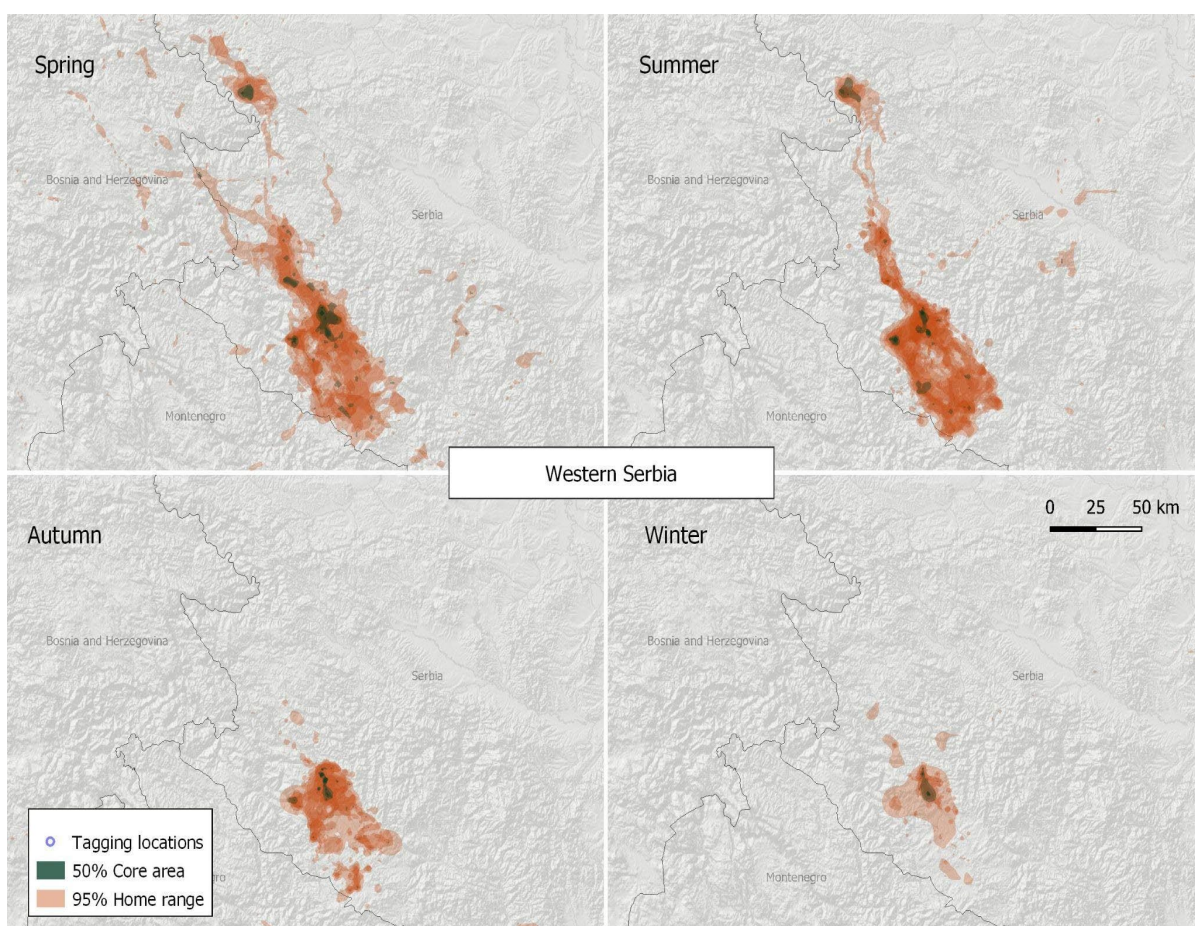 Spring
Summer
Bosnia and Herzegovina
Serbia
Montenegro
Bosnia and Herzegovina
Serbia
Montenegro
Western Serbia
Autumn
Winter
0 25 50 km
Bosnia and Herzegovina
Serbia
Bosnia and Herzegovina
Serbia
Montenegro
Tagging locations
50% Core area
95% Home range